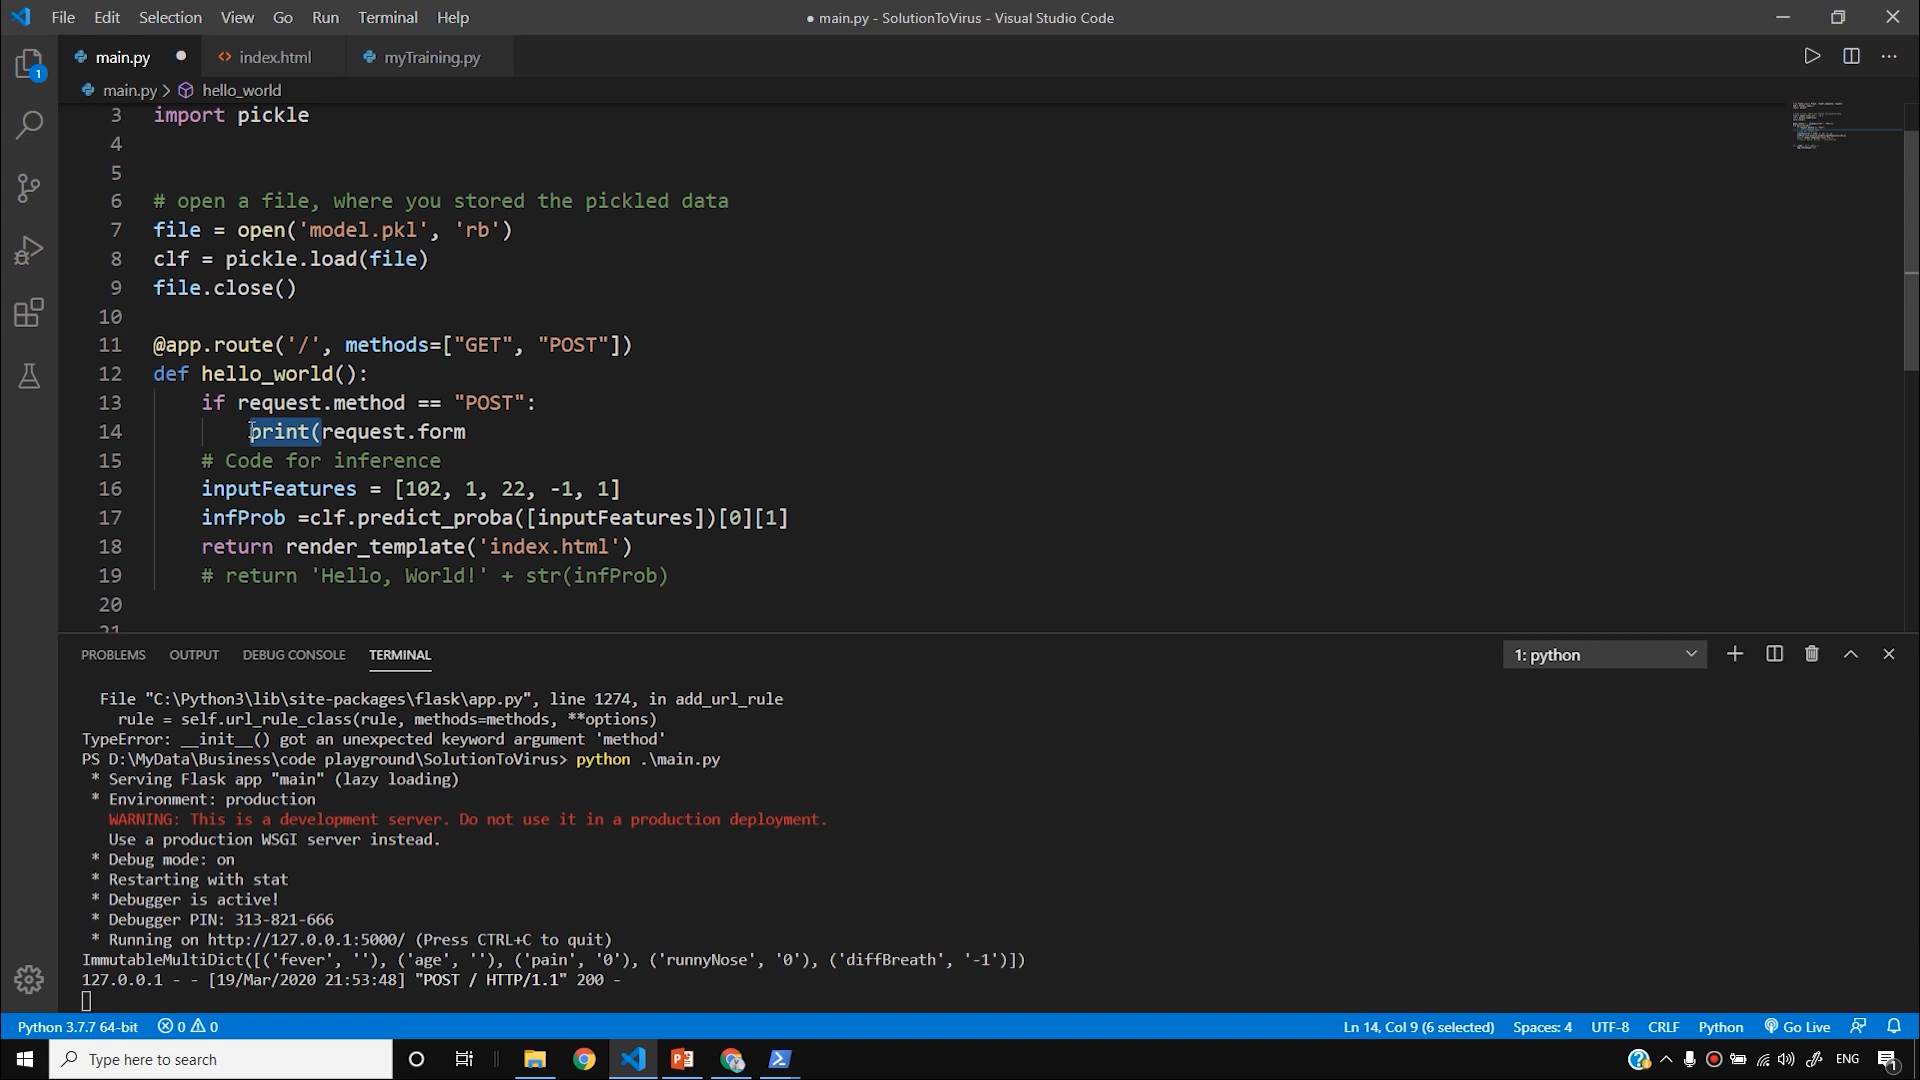 File Edit Selection View Go Run Terminal Help
● main.py - SolutionToVirus - Visual Studio Code
main.py index.html myTraining.py
main.py > hello_world
3 import pickle
4
5
6 # open a file, where you stored the pickled data
7 file = open('model.pkl', 'rb')
8 clf = pickle.load(file)
9 file.close()
10
11 @app.route('/', methods=["GET", "POST"])
12 def hello_world():
13 if request.method == "POST":
14 print(request.form
15 # Code for inference
16 inputFeatures = [102, 1, 22, -1, 1]
17 infProb =clf.predict_proba([inputFeatures])[0][1]
18 return render_template('index.html')
19 # return 'Hello, World!' + str(infProb)
20
21
1
PROBLEMS OUTPUT DEBUG CONSOLE TERMINAL
1: python
File "C:\Python3\lib\site-packages\flask\app.py", line 1274, in add_url_rule
rule = self.url_rule_class(rule, methods=methods, **options)
TypeError: __init__() got an unexpected keyword argument 'method'
PS D:\MyData\Business\code playground\SolutionToVirus> python .\main.py
* Serving Flask app "main" (lazy loading)
* Environment: production
WARNING: This is a development server. Do not use it in a production deployment.
Use a production WSGI server instead.
* Debug mode: on
* Restarting with stat
* Debugger is active!
* Debugger PIN: 313-821-666
* Running on http://127.0.0.1:5000/ (Press CTRL+C to quit)
ImmutableMultiDict([('fever', ''), ('age', ''), ('pain', '0'), ('runnyNose', '0'), ('diffBreath', '-1')])
127.0.0.1 - - [19/Mar/2020 21:53:48] "POST / HTTP/1.1" 200 -
Python 3.7.7 64-bit 0 0
Ln 14, Col 9 (6 selected) Spaces: 4 UTF-8 CRLF Python Go Live
Type here to search
ENG 1